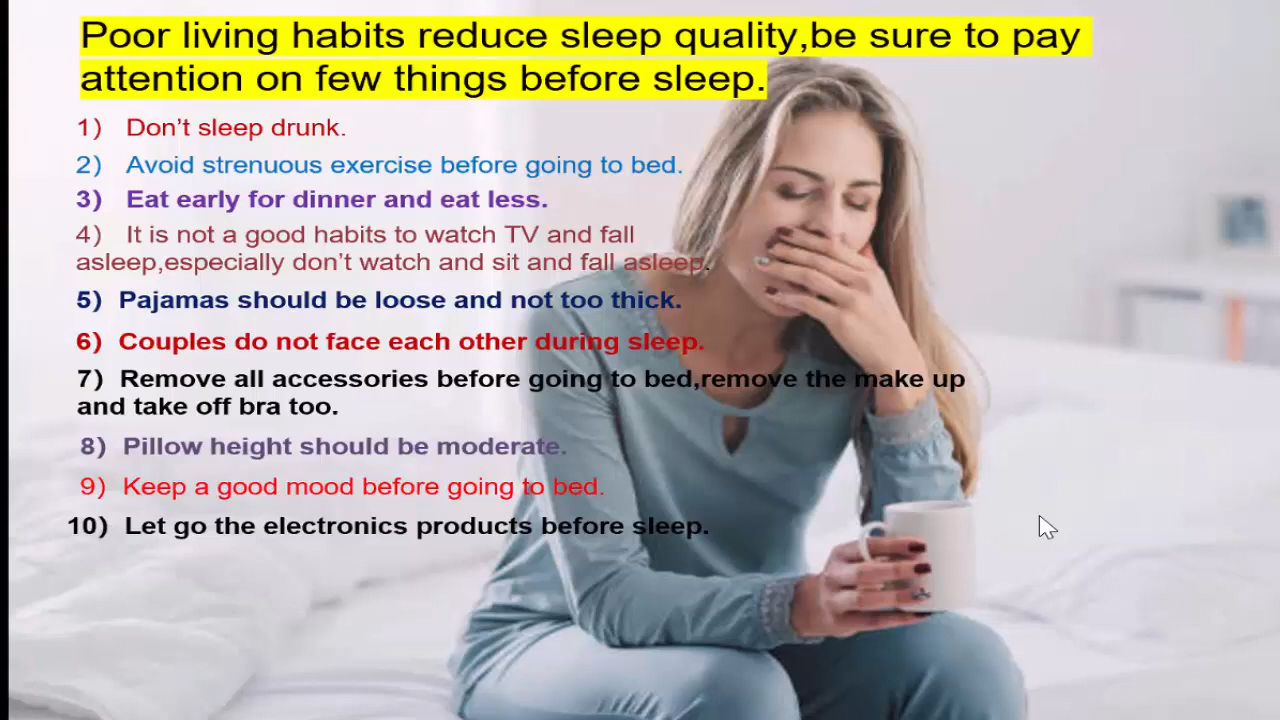 Poor living habits reduce sleep quality,be sure to pay
attention on few things before sleep.
1) Don't sleep drunk.
2) Avoid strenuous exercise before going to bed.
3) Eat early for dinner and eat less.
4) It is not a good habits to watch TV and fall
asleep,especially don't watch and sit and fall asleep.
5) Pajamas should be loose and not too thick.
6) Couples do not face each other during sleep.
7) Remove all accessories before going to bed,remove the make up
and take off bra too.
8) Pillow height should be moderate.
9) Keep a good mood before going to bed.
10) Let go the electronics products before sleep.